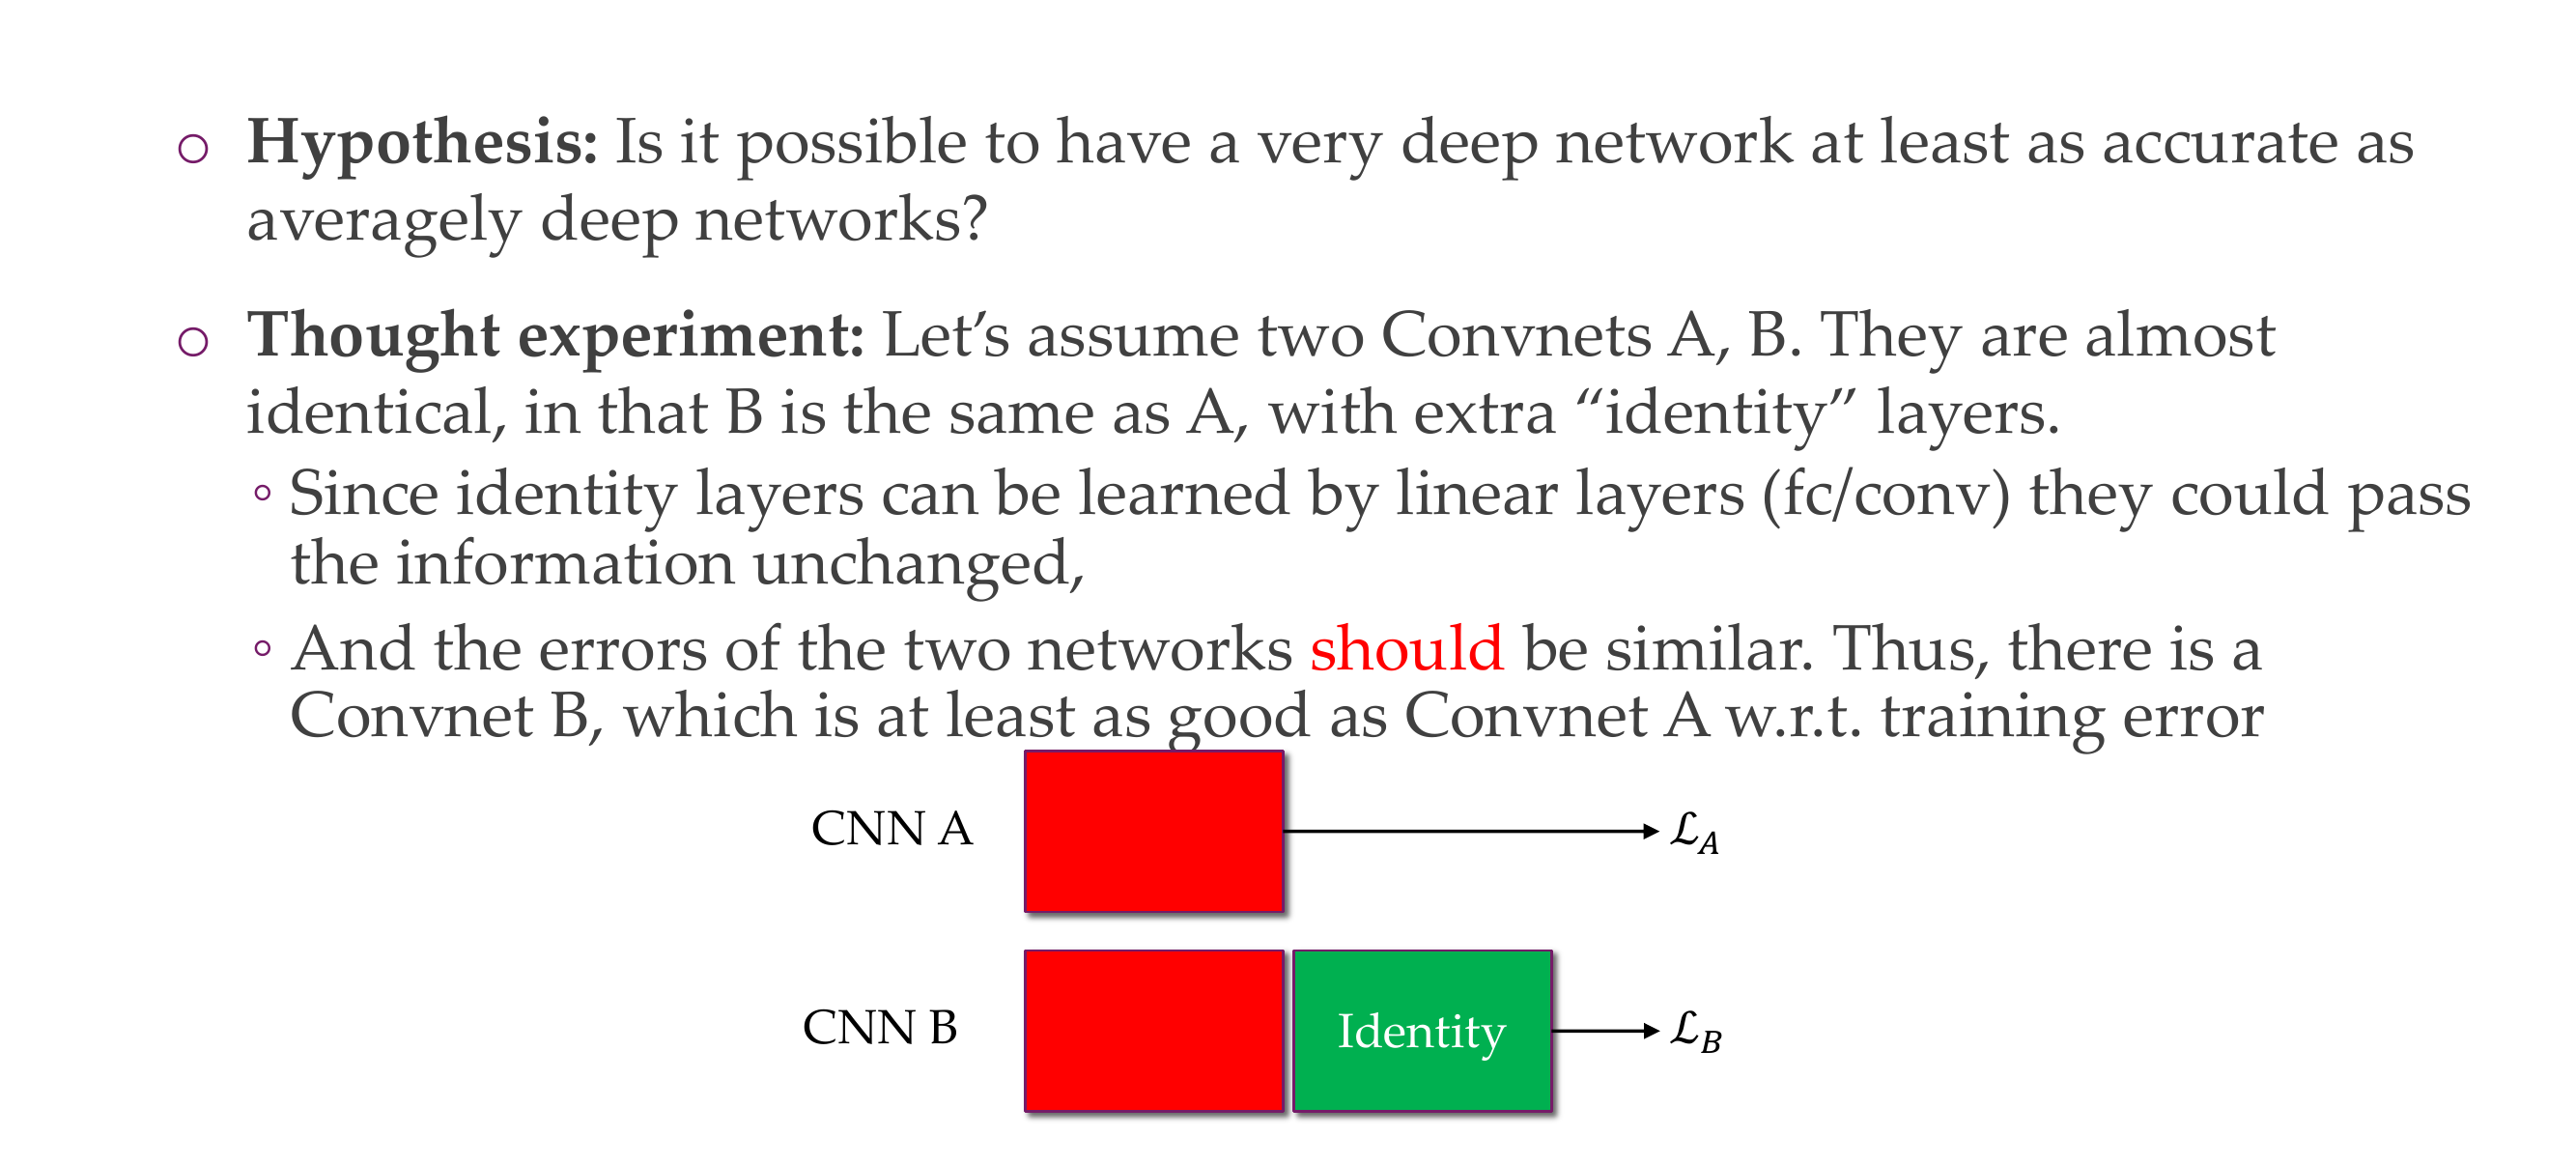 Hypothesis: Is it possible to have a very deep network at least as accurate as
averagely deep networks?
Thought experiment: Let’s assume two Convnets A, B. They are almost
identical, in that B is the same as A, with extra “identity” layers.
Since identity layers can be learned by linear layers (fc/conv) they could pass
the information unchanged,
And the errors of the two networks should be similar. Thus, there is a
Convnet B, which is at least as good as Convnet A w.r.t. training error
CNN A ℒ_A
CNN B Identity ℒ_B